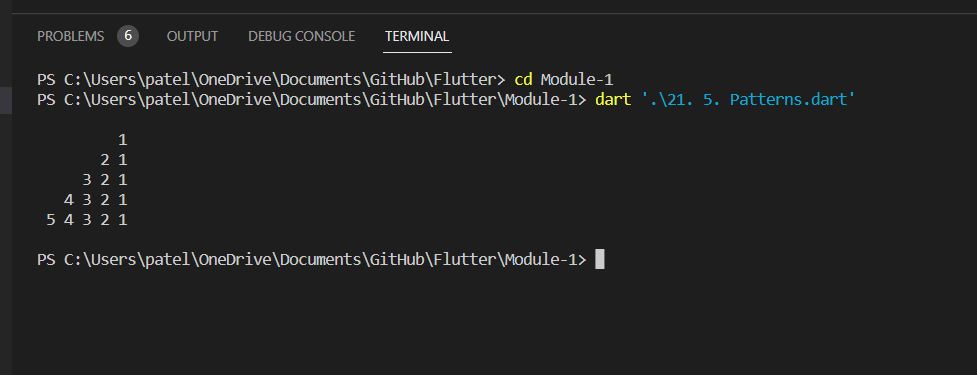 PROBLEMS 6 OUTPUT DEBUG CONSOLE TERMINAL
PS C:\Users\patel\OneDrive\Documents\GitHub\Flutter> cd Module-1
PS C:\Users\patel\OneDrive\Documents\GitHub\Flutter\Module-1> dart '.\21. 5. Patterns.dart'
1
2 1
3 2 1
4 3 2 1
5 4 3 2 1
PS C:\Users\patel\OneDrive\Documents\GitHub\Flutter\Module-1>